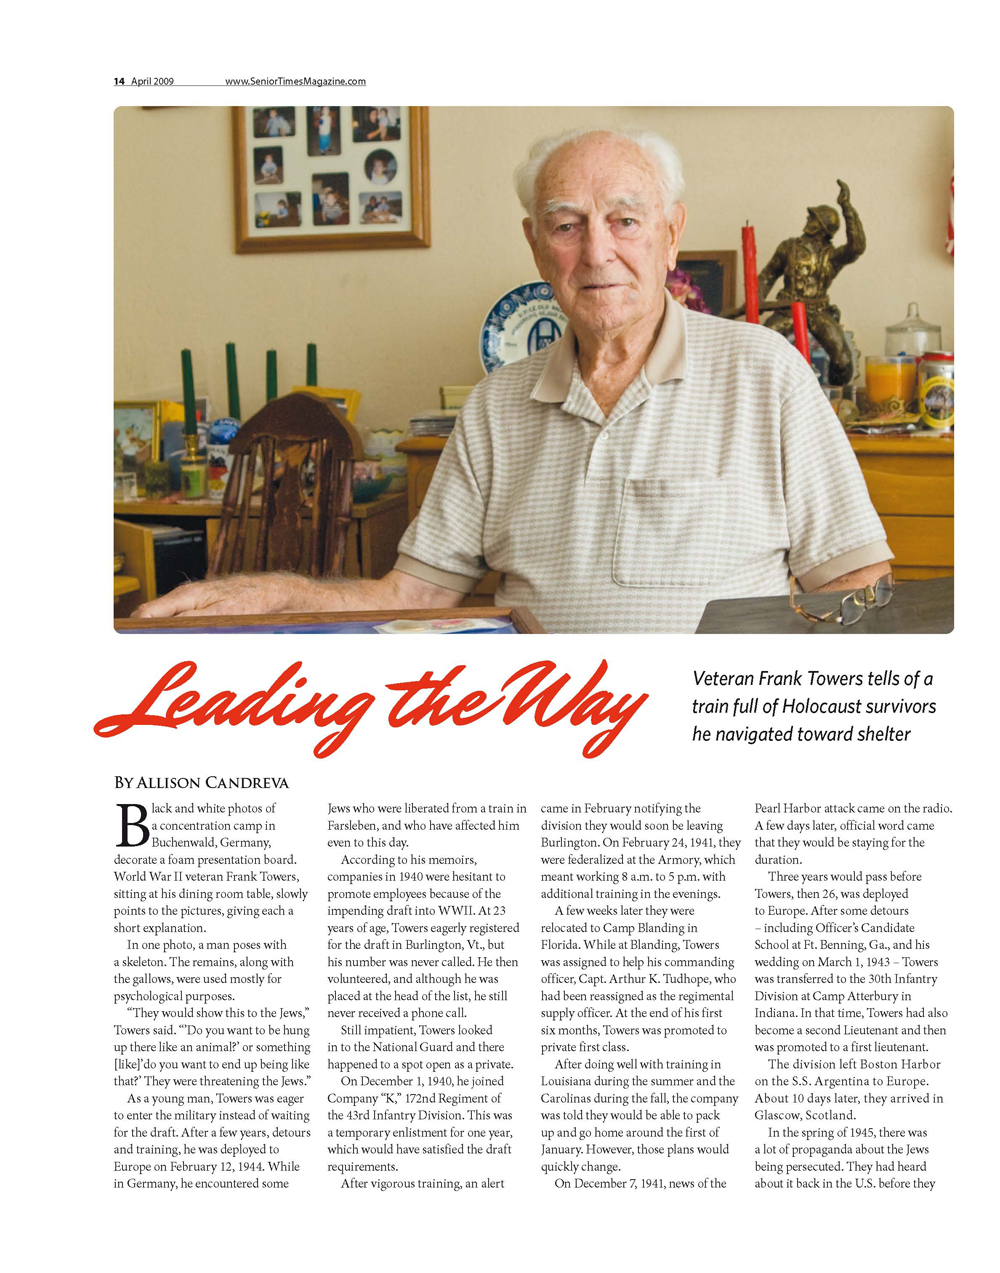 14 April 2009 www.SeniorTimesMagazine.com
Leading the Way
Veteran Frank Towers tells of a
train full of Holocaust survivors
he navigated toward shelter
By Allison Candreva
Black and white photos of
a concentration camp in
Buchenwald, Germany,
decorate a foam presentation board.
World War II veteran Frank Towers,
sitting at his dining room table, slowly
points to the pictures, giving each a
short explanation.
In one photo, a man poses with
a skeleton. The remains, along with
the gallows, were used mostly for
psychological purposes.
“They would show this to the Jews,”
Towers said. “’Do you want to be hung
up there like an animal?’ or something
[like]‘do you want to end up being like
that?’ They were threatening the Jews.”
As a young man, Towers was eager
to enter the military instead of waiting
for the draft. After a few years, detours
and training, he was deployed to
Europe on February 12, 1944. While
in Germany, he encountered some
Jews who were liberated from a train in
Farsleben, and who have affected him
even to this day.
According to his memoirs,
companies in 1940 were hesitant to
promote employees because of the
impending draft into WWII. At 23
years of age, Towers eagerly registered
for the draft in Burlington, Vt., but
his number was never called. He then
volunteered, and although he was
placed at the head of the list, he still
never received a phone call.
Still impatient, Towers looked
in to the National Guard and there
happened to a spot open as a private.
On December 1, 1940, he joined
Company “K,” 172nd Regiment of
the 43rd Infantry Division. This was
a temporary enlistment for one year,
which would have satisfied the draft
requirements.
After vigorous training, an alert
came in February notifying the
division they would soon be leaving
Burlington. On February 24, 1941, they
were federalized at the Armory, which
meant working 8 a.m. to 5 p.m. with
additional training in the evenings.
A few weeks later they were
relocated to Camp Blanding in
Florida. While at Blanding, Towers
was assigned to help his commanding
officer, Capt. Arthur K. Tudhope, who
had been reassigned as the regimental
supply officer. At the end of his first
six months, Towers was promoted to
private first class.
After doing well with training in
Louisiana during the summer and the
Carolinas during the fall, the company
was told they would be able to pack
up and go home around the first of
January. However, those plans would
quickly change.
On December 7, 1941, news of the
Pearl Harbor attack came on the radio.
A few days later, official word came
that they would be staying for the
duration.
Three years would pass before
Towers, then 26, was deployed
to Europe. After some detours
– including Officer’s Candidate
School at Ft. Benning, Ga., and his
wedding on March 1, 1943 – Towers
was transferred to the 30th Infantry
Division at Camp Atterbury in
Indiana. In that time, Towers had also
become a second Lieutenant and then
was promoted to a first lieutenant.
The division left Boston Harbor
on the S.S. Argentina to Europe.
About 10 days later, they arrived in
Glascow, Scotland.
In the spring of 1945, there was
a lot of propaganda about the Jews
being persecuted. They had heard
about it back in the U.S. before they